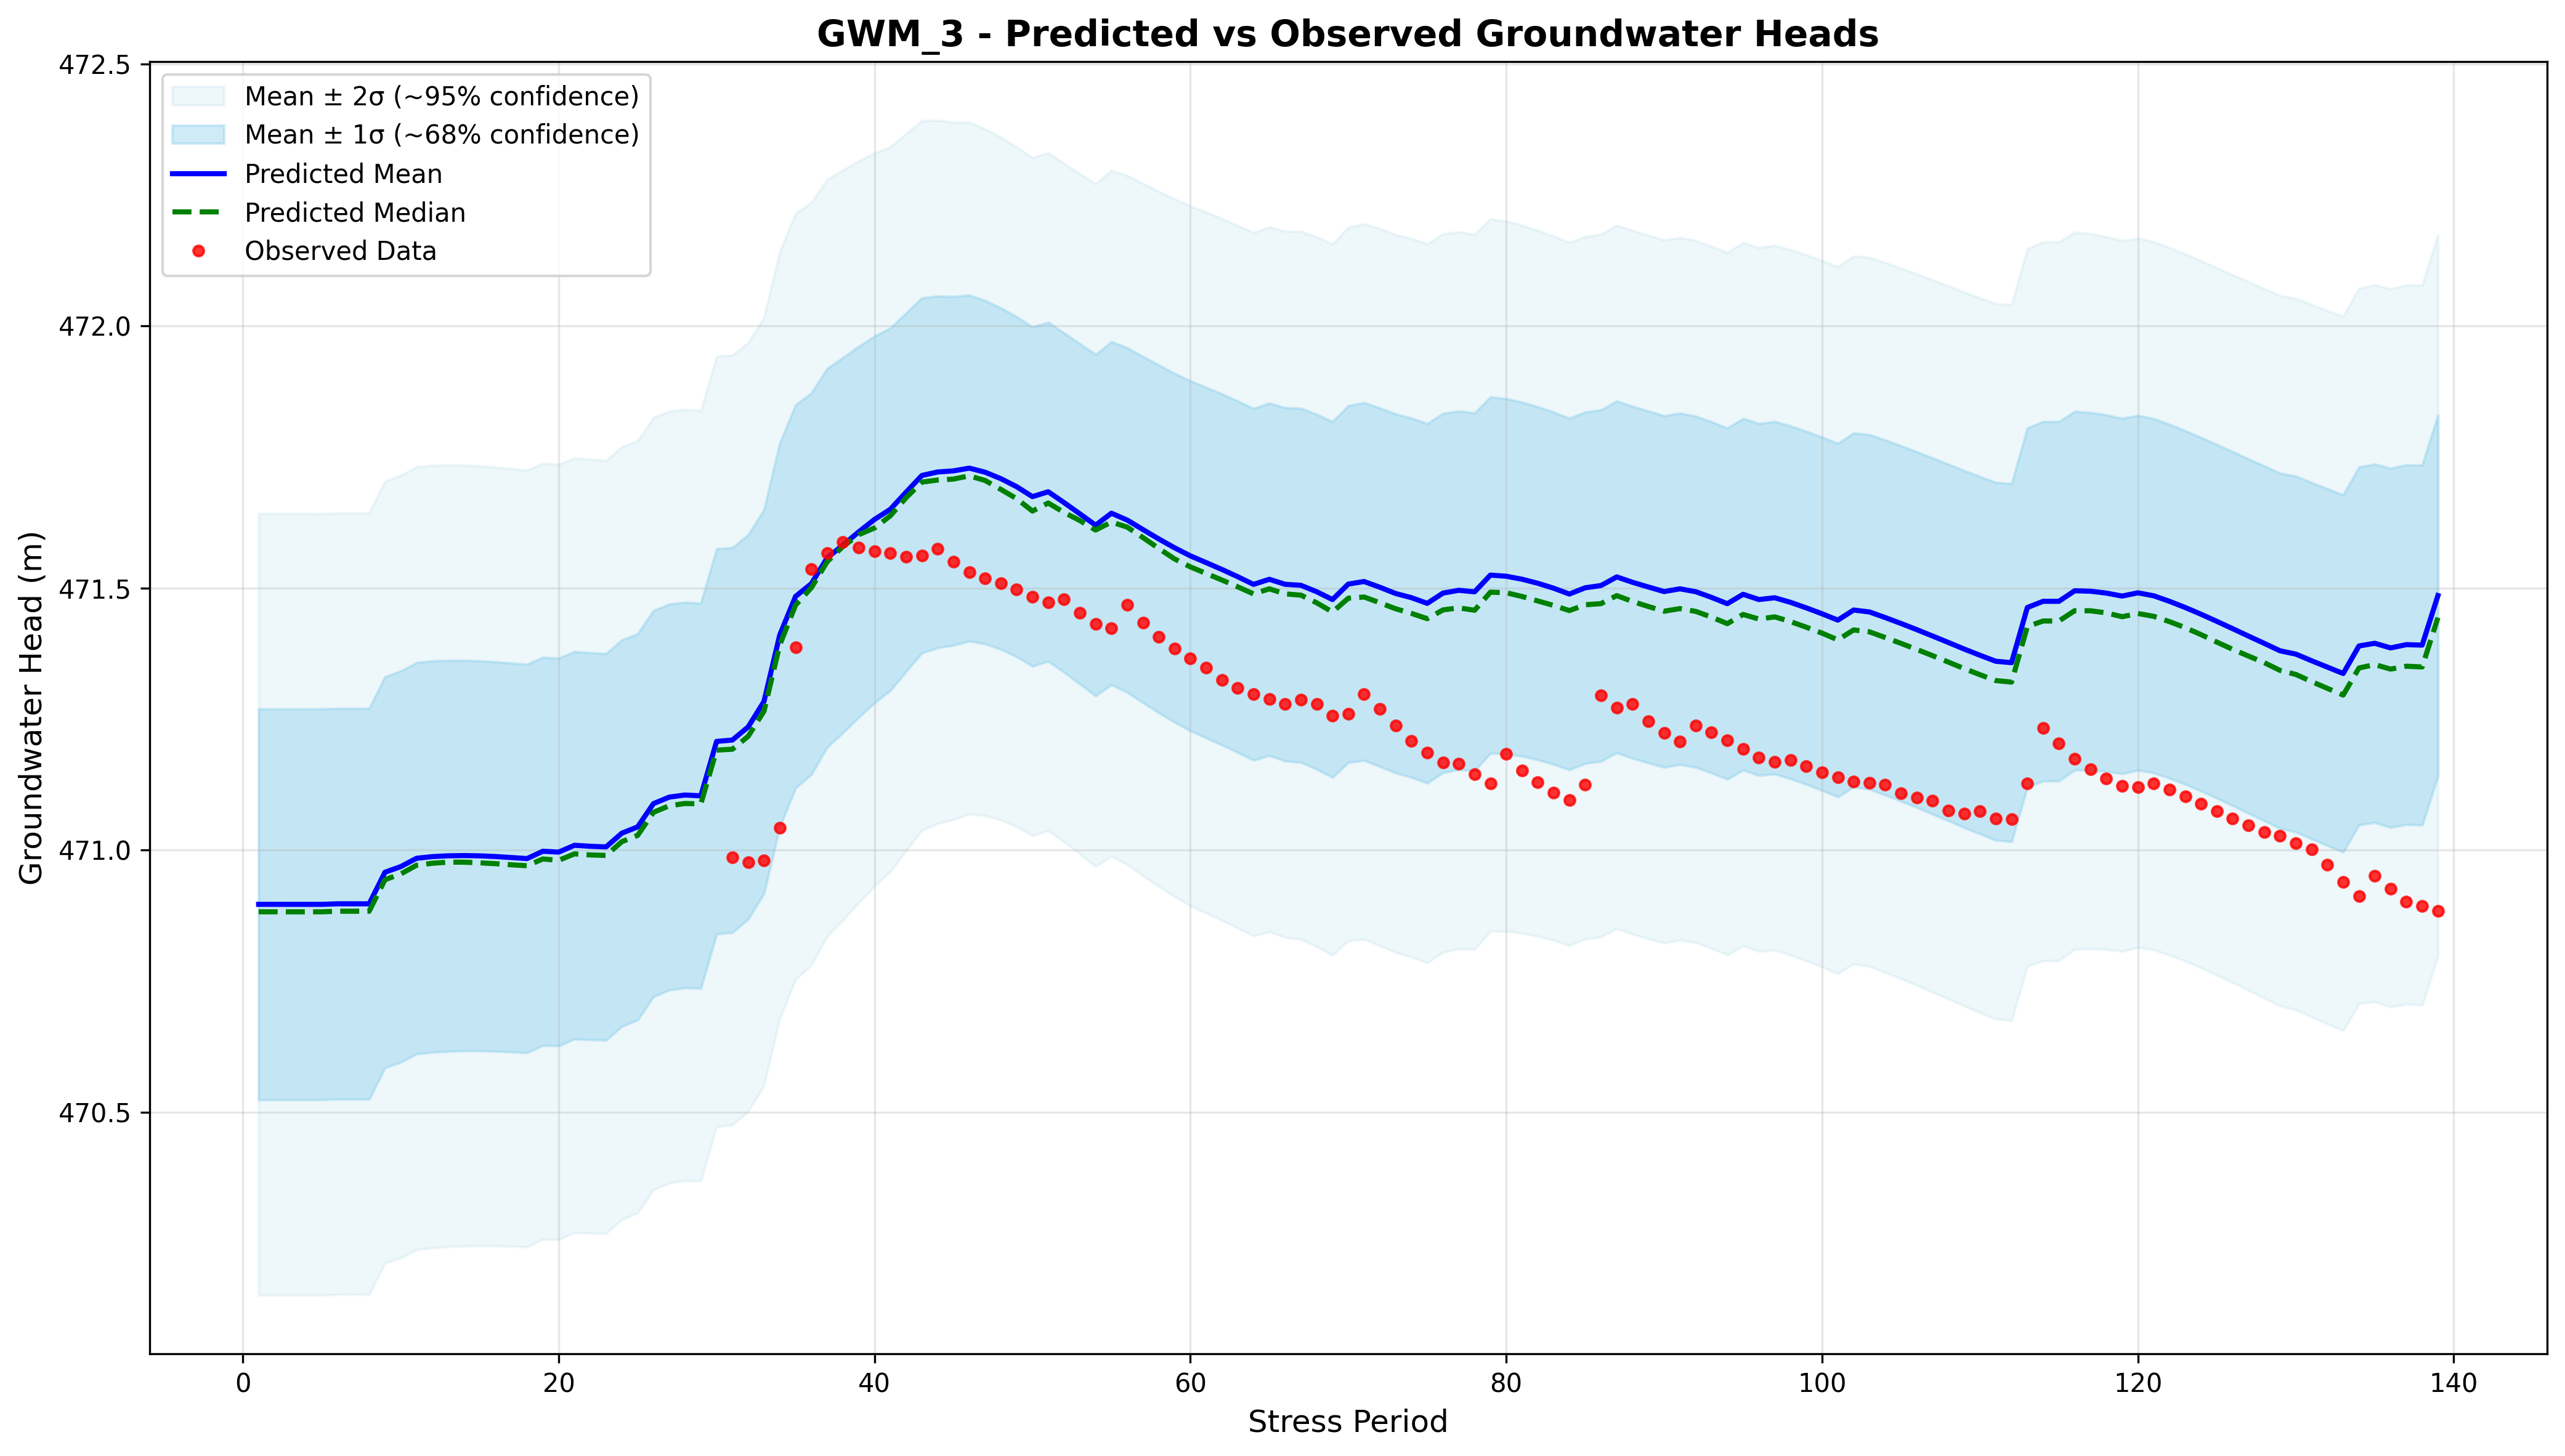 GWM_3 - Predicted vs Observed Groundwater Heads
Mean ± 2σ (~95% confidence)
Mean ± 1σ (~68% confidence)
Predicted Mean
Predicted Median
Observed Data
Groundwater Head (m)
472.5
472.0
471.5
471.0
470.5
0 20 40 60 80 100 120 140
Stress Period